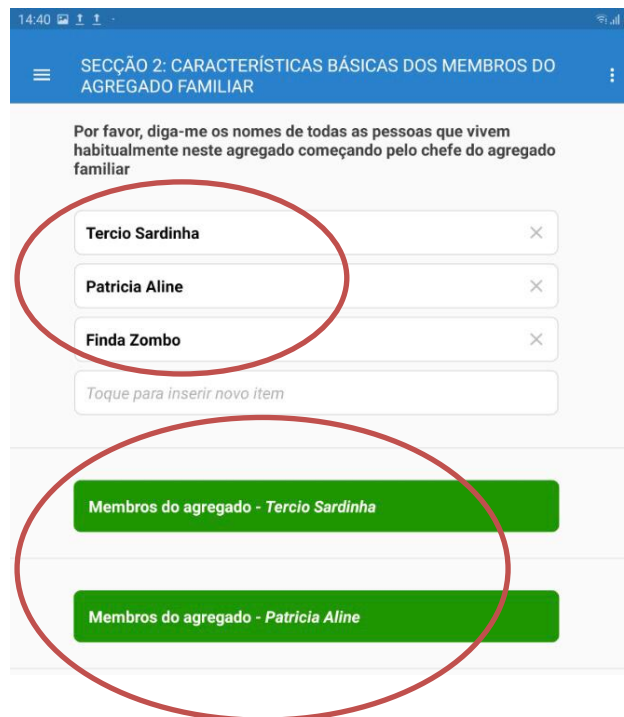 14:40
SECÇÃO 2: CARACTERÍSTICAS BÁSICAS DOS MEMBROS DO
AGREGADO FAMILIAR
Por favor, diga-me os nomes de todas as pessoas que vivem
habitualmente neste agregado começando pelo chefe do agregado
familiar
Tercio Sardinha
Patricia Aline
Finda Zombo
Toque para inserir novo item
Membros do agregado - Tercio Sardinha
Membros do agregado - Patricia Aline